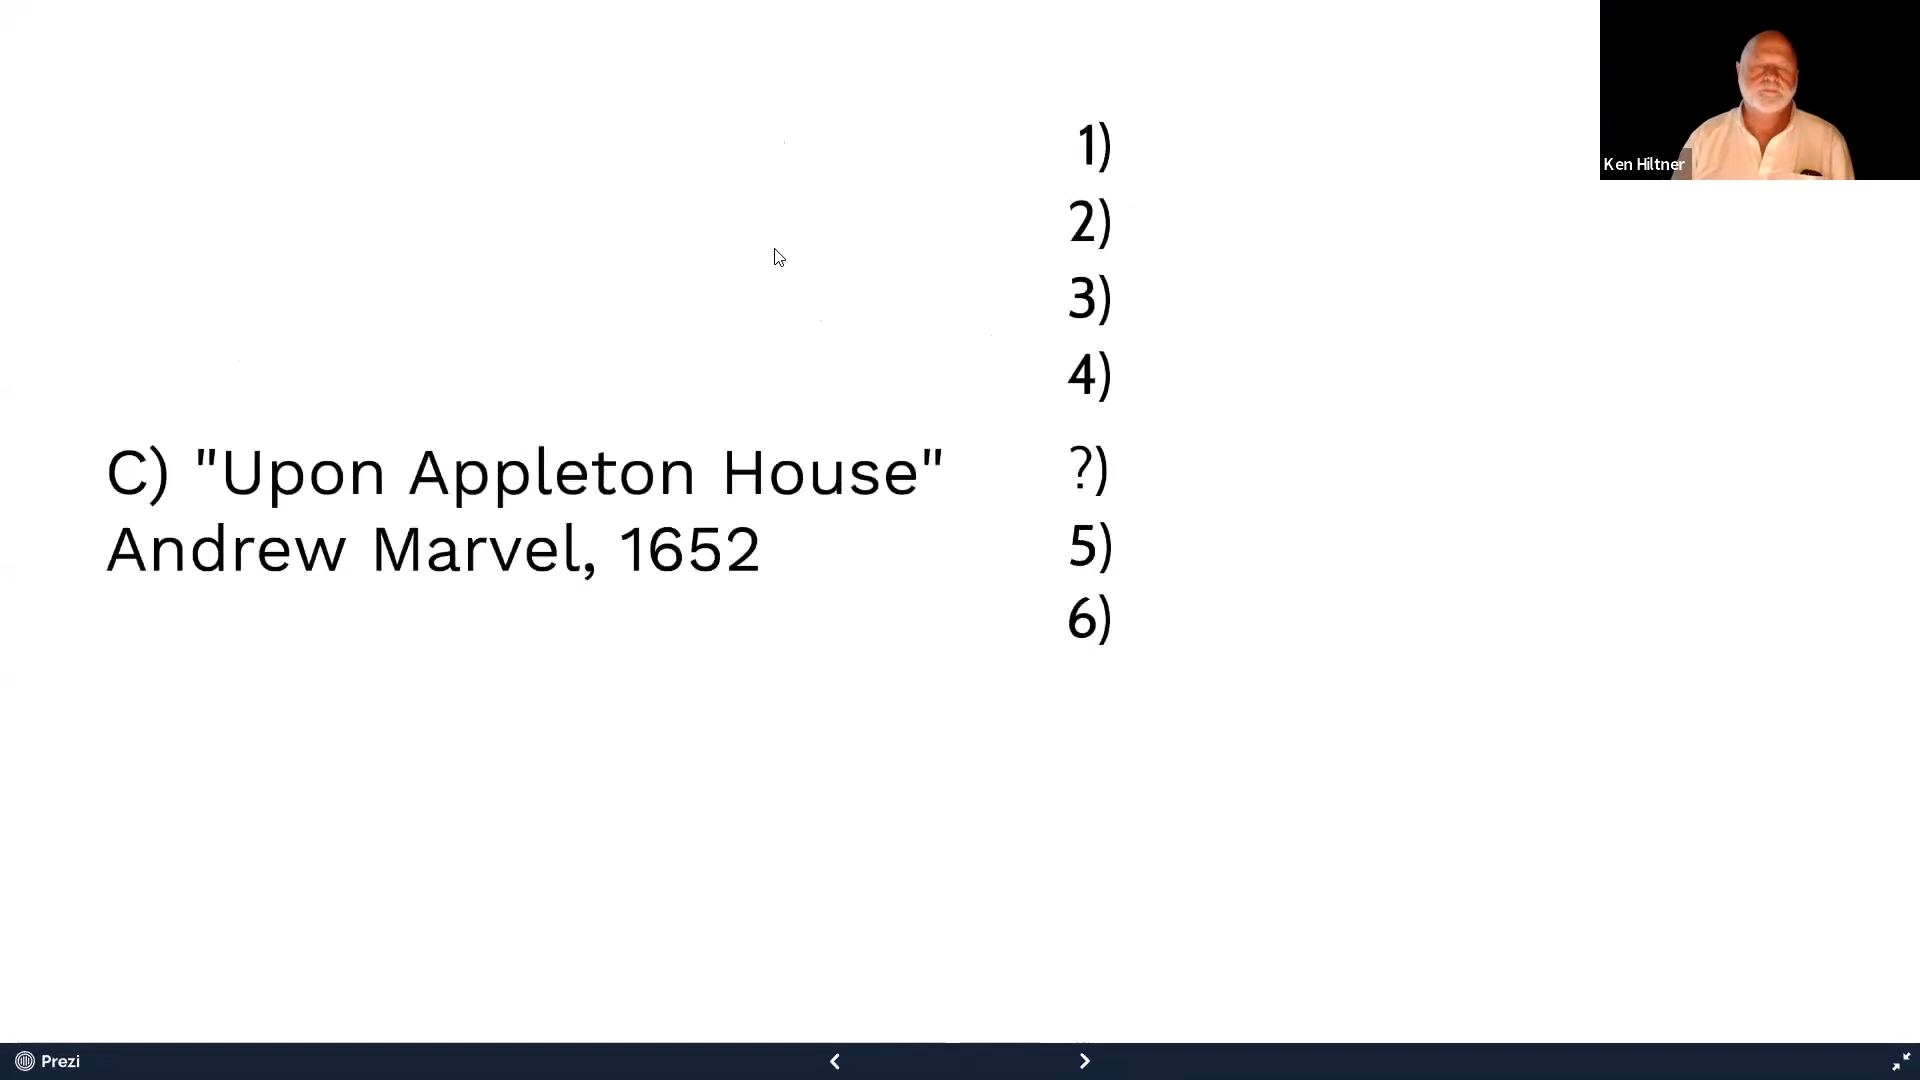 1)
2)
3)
4)
C) "Upon Appleton House"
Andrew Marvel, 1652
?)
5)
6)
Ken Hiltner
Prezi